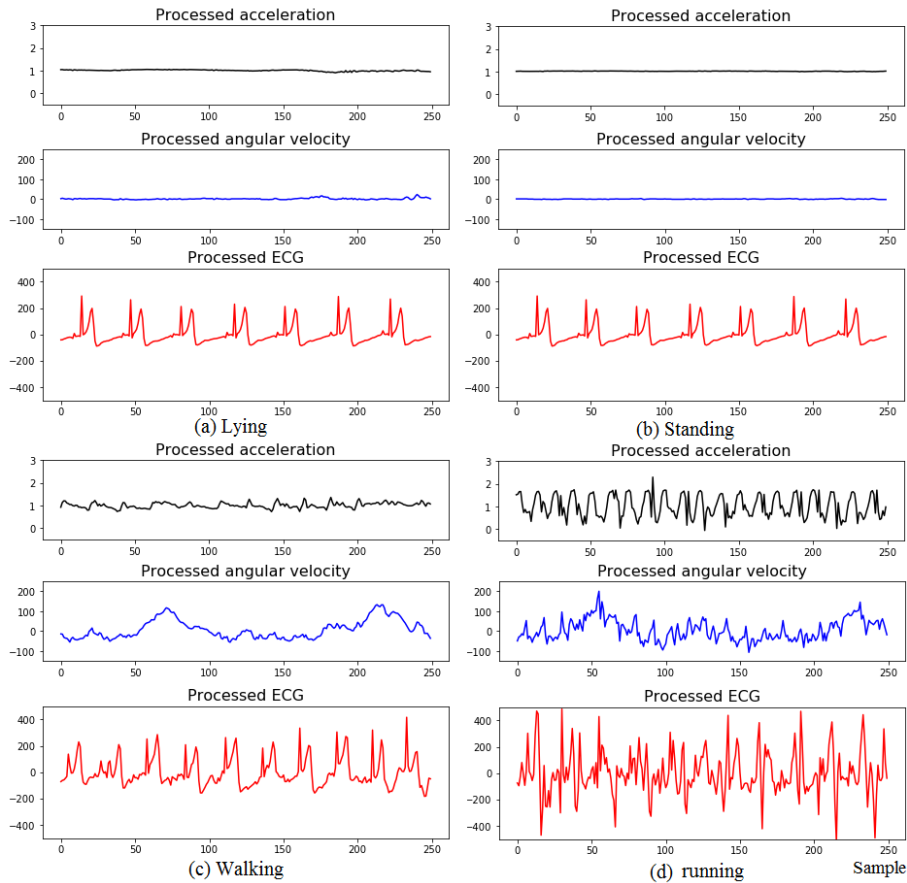 Processed acceleration
3
2
1
0
0 50 100 150 200 250
Processed angular velocity
200
100
0
−100
0 50 100 150 200 250
Processed ECG
400
200
0
−200
−400
0 50 100 150 200 250
(a) Lying
Processed acceleration
3
2
1
0
0 50 100 150 200 250
Processed angular velocity
200
100
0
−100
0 50 100 150 200 250
Processed ECG
400
200
0
−200
−400
0 50 100 150 200 250
(b) Standing
Processed acceleration
3
2
1
0
0 50 100 150 200 250
Processed angular velocity
200
100
0
−100
0 50 100 150 200 250
Processed ECG
400
200
0
−200
−400
0 50 100 150 200 250
(c) Walking
Processed acceleration
3
2
1
0
0 50 100 150 200 250
Processed angular velocity
200
100
0
−100
0 50 100 150 200 250
Processed ECG
400
200
0
−200
−400
0 50 100 150 200 250
(d) running
Sample